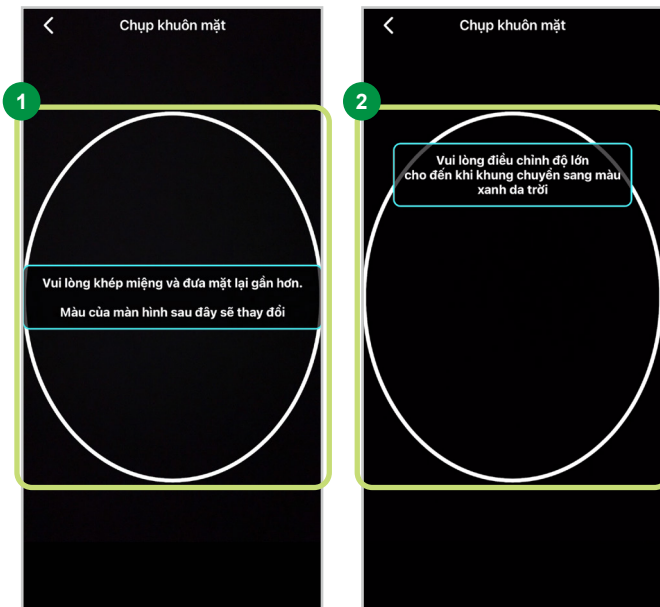 Chụp khuôn mặt
1
Vui lòng khép miệng và đưa mặt lại gần hơn.
Màu của màn hình sau đây sẽ thay đổi
Chụp khuôn mặt
2
Vui lòng điều chỉnh độ lớn
cho đến khi khung chuyển sang màu
xanh da trời